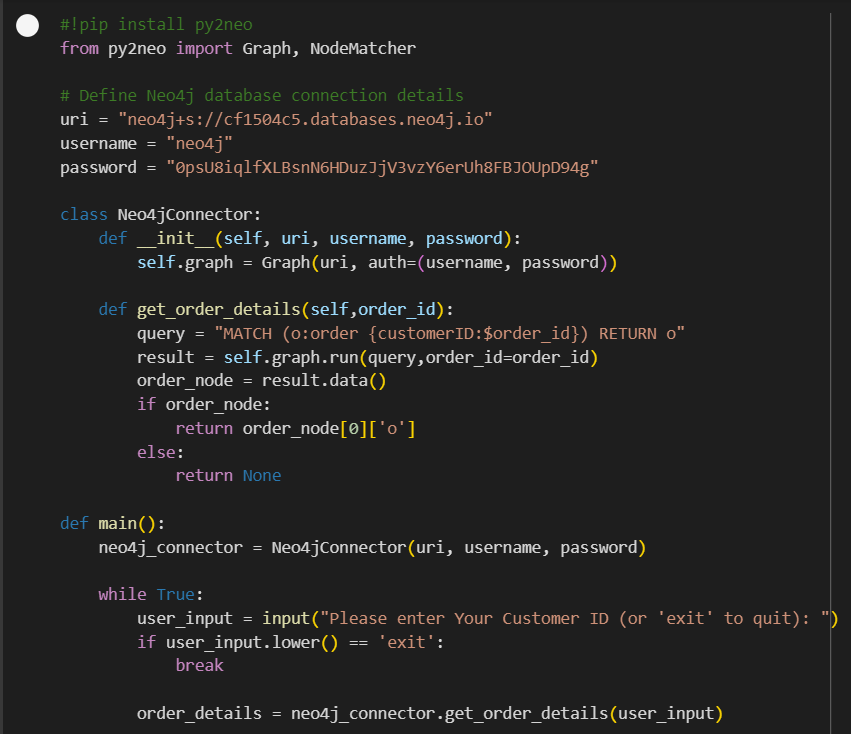 #!pip install py2neo
from py2neo import Graph, NodeMatcher
# Define Neo4j database connection details
uri = "neo4j+s://cf1504c5.databases.neo4j.io"
username = "neo4j"
password = "0psU8iqlfXLBsnN6HDuzJjV3vzY6erUh8FBJOUpD94g"
class Neo4jConnector:
    def __init__(self, uri, username, password):
        self.graph = Graph(uri, auth=(username, password))
    def get_order_details(self,order_id):
        query = "MATCH (o:order {customerID:$order_id}) RETURN o"
        result = self.graph.run(query,order_id=order_id)
        order_node = result.data()
        if order_node:
            return order_node[0]['o']
        else:
            return None
def main():
    neo4j_connector = Neo4jConnector(uri, username, password)
    while True:
        user_input = input("Please enter Your Customer ID (or 'exit' to quit): ")
        if user_input.lower() == 'exit':
            break
        order_details = neo4j_connector.get_order_details(user_input)